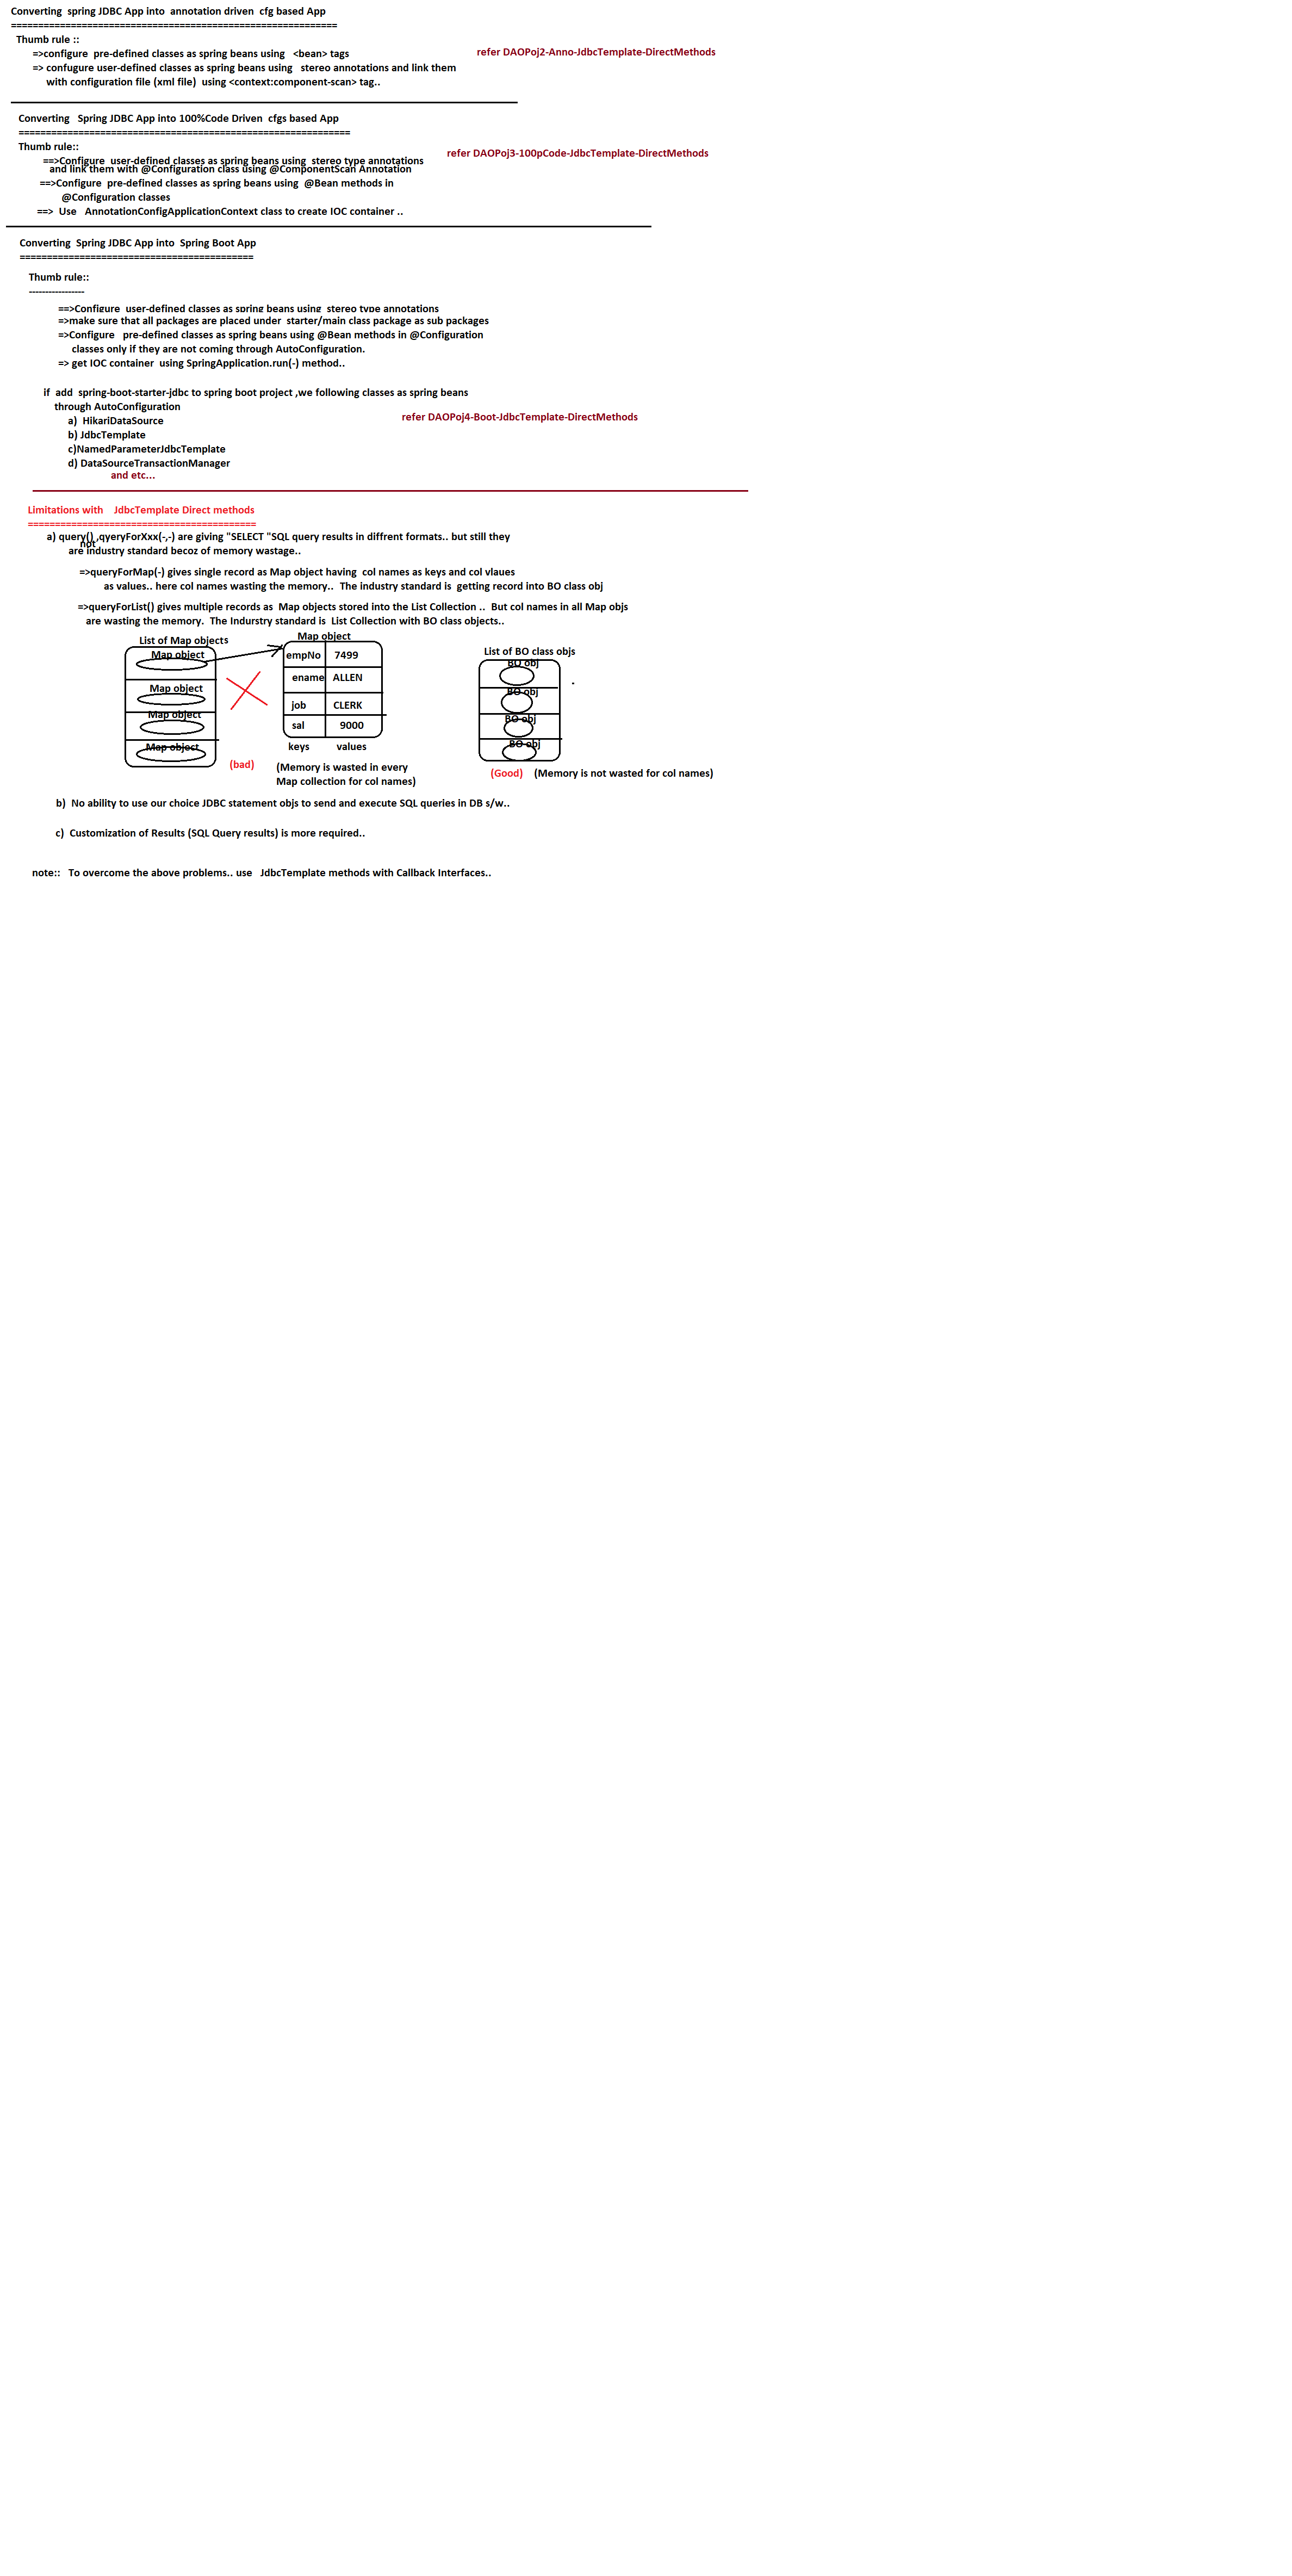 Converting  spring JDBC App into  annotation driven  cfg based App
============================================================
Thumb rule ::
=>configure  pre-defined classes as spring beans using   <bean> tags
refer DAOPoj2-Anno-JdbcTemplate-DirectMethods
=> confugure user-defined classes as spring beans using   stereo annotations and link them
with configuration file (xml file)  using <context:component-scan> tag..
Converting   Spring JDBC App into 100%Code Driven  cfgs based App
=============================================================
Thumb rule::
==>Configure  user-defined classes as spring beans using  stereo type annotations
refer DAOPoj3-100pCode-JdbcTemplate-DirectMethods
and link them with @Configuration class using @ComponentScan Annotation
==>Configure  pre-defined classes as spring beans using  @Bean methods in
@Configuration classes
==>  Use   AnnotationConfigApplicationContext class to create IOC container ..
Converting  Spring JDBC App into  Spring Boot App
===========================================
Thumb rule::
-----------------
==>Configure  user-defined classes as spring beans using  stereo type annotations
=>make sure that all packages are placed under  starter/main class package as sub packages
=>Configure   pre-defined classes as spring beans using @Bean methods in @Configuration
classes only if they are not coming through AutoConfiguration.
=> get IOC container  using SpringApplication.run(-) method..
if  add  spring-boot-starter-jdbc to spring boot project ,we following classes as spring beans
through AutoConfiguration
a)  HikariDataSource
refer DAOPoj4-Boot-JdbcTemplate-DirectMethods
b) JdbcTemplate
c)NamedParameterJdbcTemplate
d) DataSourceTransactionManager
and etc...
Limitations with    JdbcTemplate Direct methods
==========================================
a) query() ,qyeryForXxx(-,-) are giving "SELECT "SQL query results in diffrent formats.. but still they
not
are industry standard becoz of memory wastage..
=>queryForMap(-) gives single record as Map object having  col names as keys and col vlaues
as values.. here col names wasting the memory..  The industry standard is  getting record into BO class obj
=>queryForList() gives multiple records as  Map objects stored into the List Collection ..  But col names in all Map objs
are wasting the memory.  The Indurstry standard is  List Collection with BO class objects..
List of Map objects
Map object
List of BO class objs
Map object
empNo 7499
BO obj
ename ALLEN
Map object
BO obj
job CLERK
Map object
BO obj
sal 9000
Map object
keys values
BO obj
(bad)
(Memory is wasted in every
Map collection for col names)
(Good)    (Memory is not wasted for col names)
b)  No ability to use our choice JDBC statement objs to send and execute SQL queries in DB s/w..
c)  Customization of Results (SQL Query results) is more required..
note::   To overcome the above problems.. use   JdbcTemplate methods with Callback Interfaces..